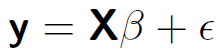 y = Xβ + ϵ